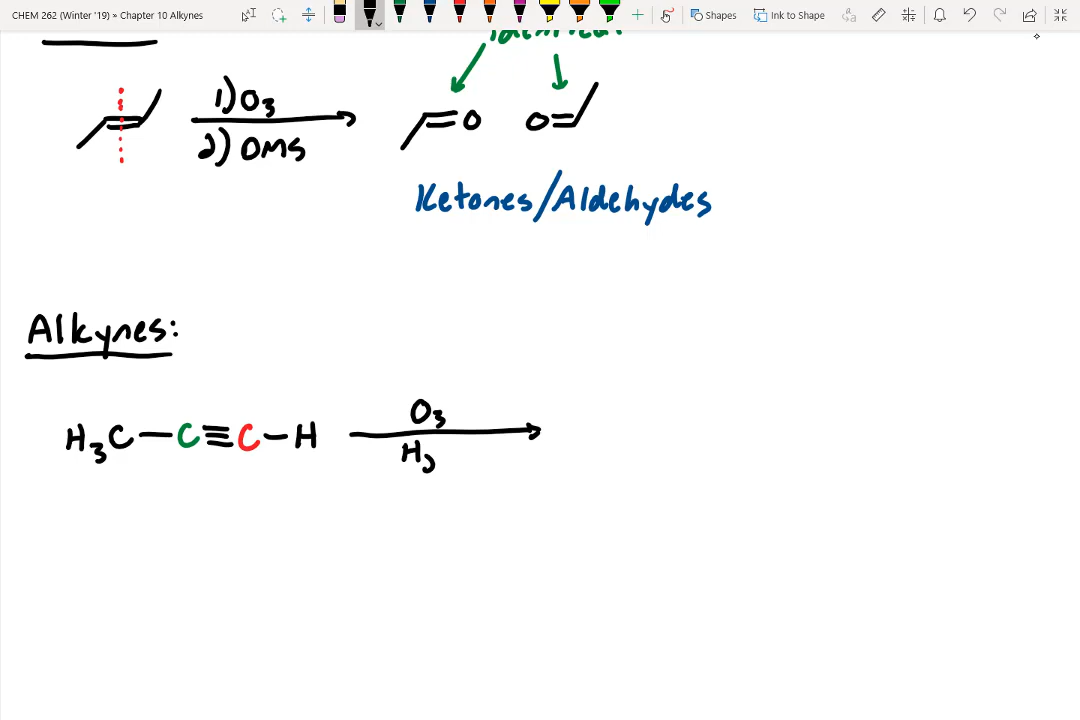 CHEM 262 (Winter '19) » Chapter 10 Alkynes
Shapes
Ink to Shape
identical
1) O3
2) DMS
O O
Ketones/Aldehydes
Alkynes:
H3C-C≡C-H
O3
H2